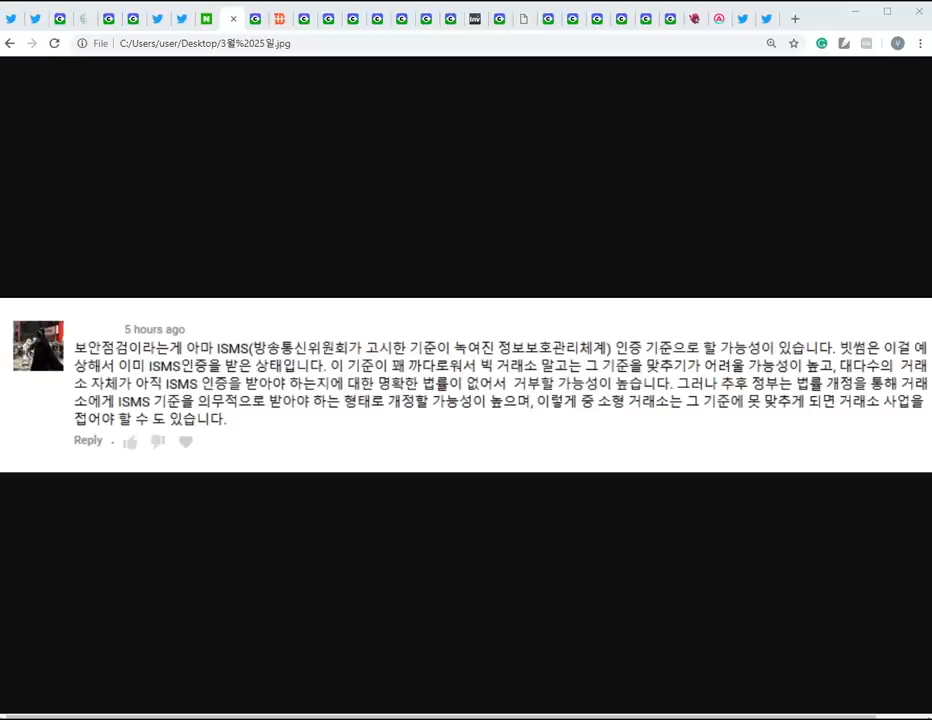 File
C:/Users/user/Desktop/3월%2025일.jpg
5 hours ago
보안점검이라는게 아마 ISMS(방송통신위원회가 고시한 기준이 녹여진 정보보호관리체계) 인증 기준으로 할 가능성이 있습니다. 빗썸은 이걸 예
상해서 이미 ISMS인증을 받은 상태입니다. 이 기준이 꽤 까다로워서 빅 거래소 말고는 그 기준을 맞추기가 어려울 가능성이 높고, 대다수의 거래
소 자체가 아직 ISMS 인증을 받아야 하는지에 대한 명확한 법률이 없어서 거부할 가능성이 높습니다. 그러나 추후 정부는 법률 개정을 통해 거래
소에게 ISMS 기준을 의무적으로 받아야 하는 형태로 개정할 가능성이 높으며, 이렇게 중 소형 거래소는 그 기준에 못 맞추게 되면 거래소 사업을
접어야 할 수 도 있습니다.
Reply